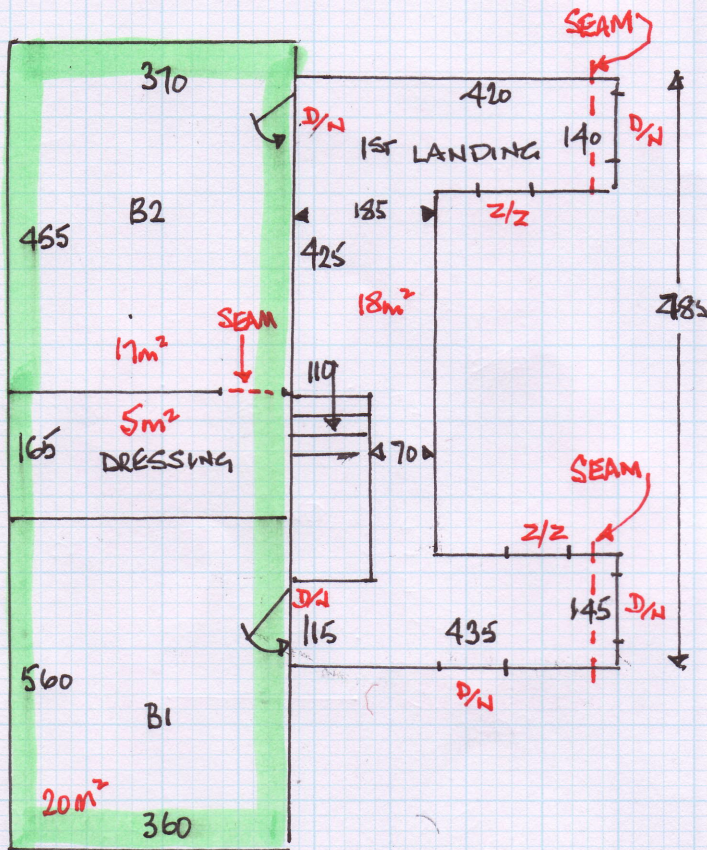 SEAM
370
420
D/N
1ST LANDING
140
D/N
B2
185
Z/Z
455
425
18m²
785
SEAM
17m²
110
5m²
165
DRESSING
70
SEAM
Z/Z
D/N
145
D/N
115
435
560
D/N
B1
20m²
360